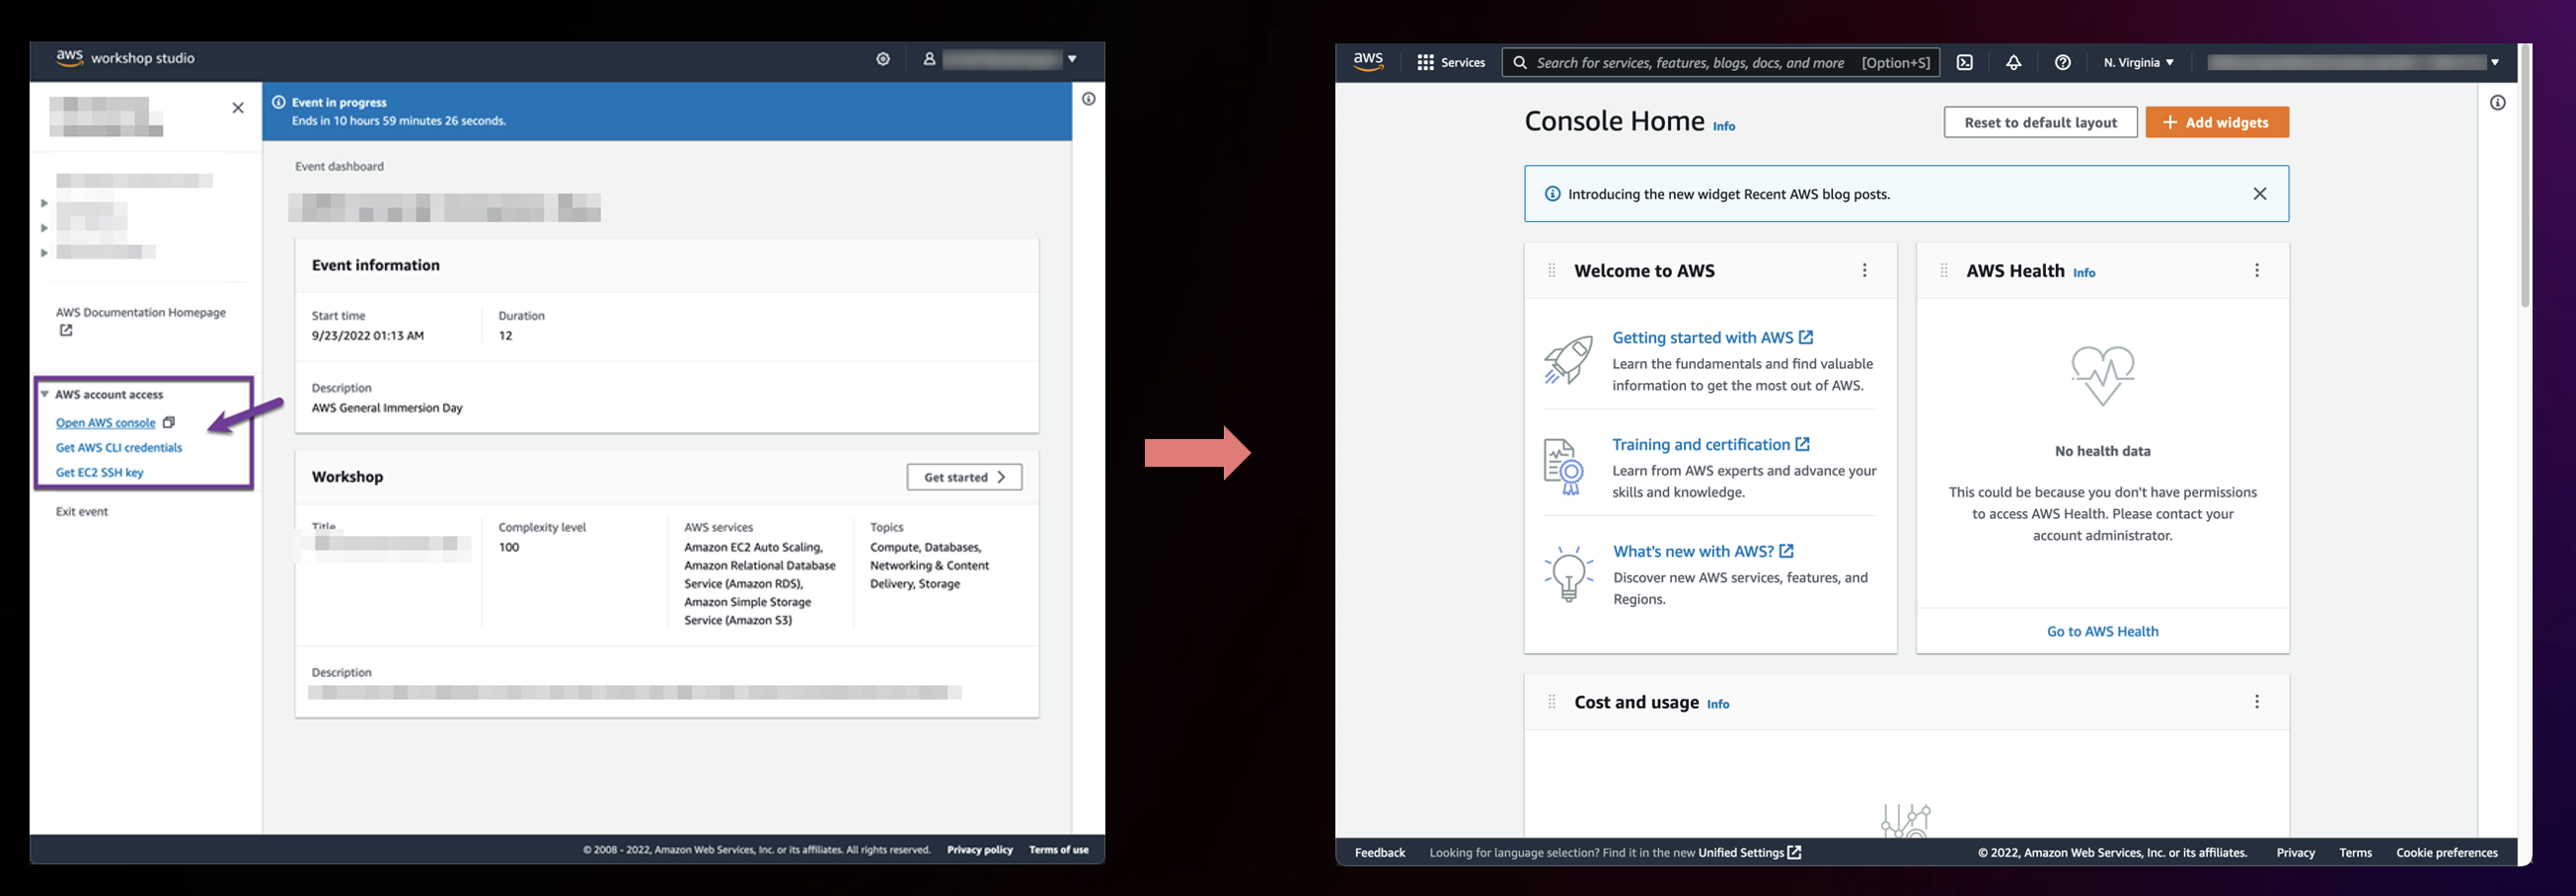 aws workshop studio
Event in progress
Ends in 10 hours 59 minutes 26 seconds.
AWS Documentation Homepage
AWS account access
Open AWS console
Get AWS CLI credentials
Get EC2 SSH key
Exit event
Event dashboard
Event information
Start time
9/23/2022 01:13 AM
Duration
12
Description
AWS General Immersion Day
Workshop
Get started
Title
Complexity level
100
AWS services
Amazon EC2 Auto Scaling,
Amazon Relational Database
Service (Amazon RDS),
Amazon Simple Storage
Service (Amazon S3)
Topics
Compute, Databases,
Networking & Content
Delivery, Storage
Description
© 2008 - 2022, Amazon Web Services, Inc. or its affiliates. All rights reserved. Privacy policy Terms of use
aws Services Search for services, features, blogs, docs, and more [Option+S] N. Virginia
Console Home Info
Reset to default layout
Add widgets
Introducing the new widget Recent AWS blog posts.
Welcome to AWS
Getting started with AWS
Learn the fundamentals and find valuable
information to get the most out of AWS.
Training and certification
Learn from AWS experts and advance your
skills and knowledge.
What's new with AWS?
Discover new AWS services, features, and
Regions.
AWS Health Info
No health data
This could be because you don't have permissions
to access AWS Health. Please contact your
account administrator.
Go to AWS Health
Cost and usage Info
Feedback Looking for language selection? Find it in the new Unified Settings © 2022, Amazon Web Services, Inc. or its affiliates. Privacy Terms Cookie preferences